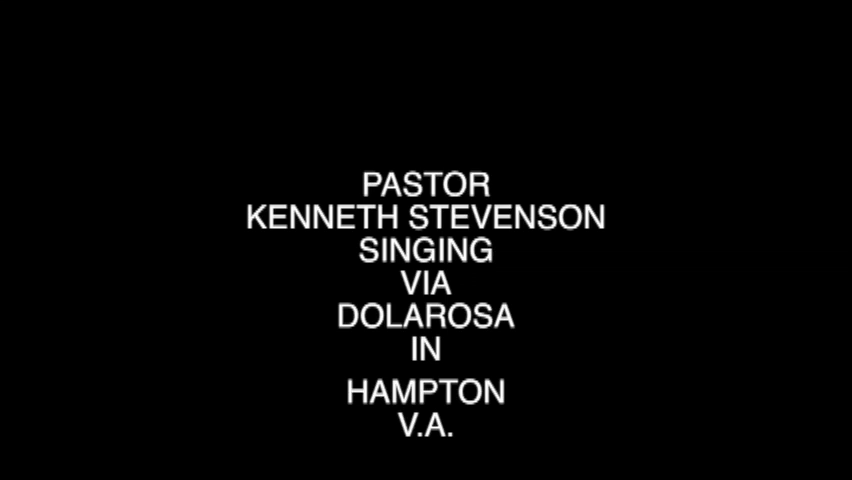 PASTOR
KENNETH STEVENSON
SINGING
VIA
DOLAROSA
IN
HAMPTON
V.A.